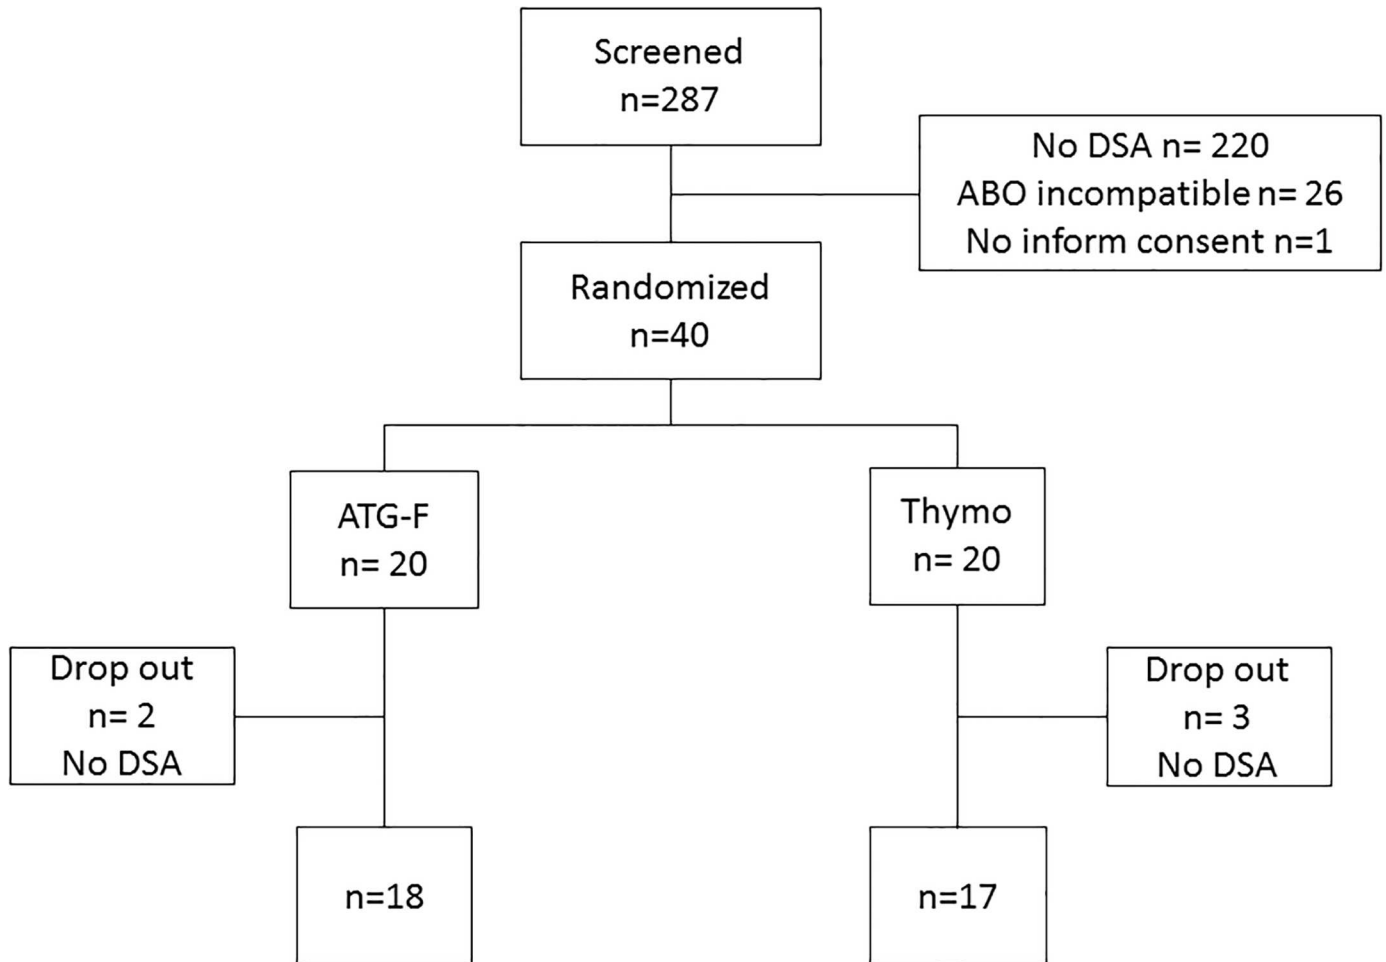 Screened
n=287
No DSA n= 220
ABO incompatible n= 26
No inform consent n=1
Randomized
n=40
ATG-F
n= 20
Thymo
n= 20
Drop out
n= 2
No DSA
Drop out
n= 3
No DSA
n=18
n=17